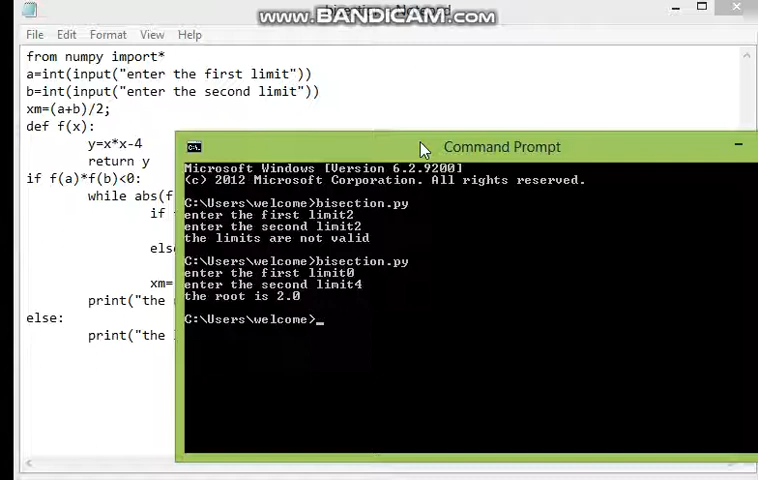 www.BANDICAM.com
File Edit Format View Help
from numpy import*
a=int(input("enter the first limit"))
b=int(input("enter the second limit"))
xm=(a+b)/2;
def f(x):
y=x*x-4
return y
if f(a)*f(b)<0:
while abs(f
if
else
xm=
print("the
else:
print("the
Command Prompt
Microsoft Windows [Version 6.2.9200]
(c) 2012 Microsoft Corporation. All rights reserved.
C:\Users\welcome>bisection.py
enter the first limit2
enter the second limit2
the limits are not valid
C:\Users\welcome>bisection.py
enter the first limit0
enter the second limit4
the root is 2.0
C:\Users\welcome>_